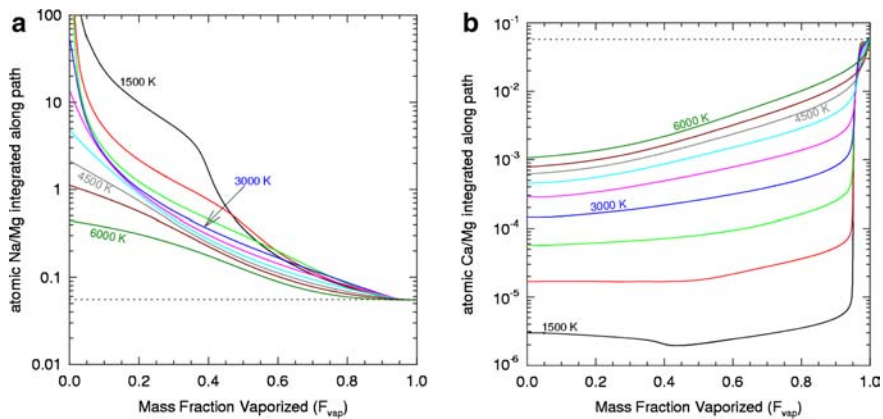 a
atomic Na/Mg integrated along path
100
10
1
0.1
0.01
1500 K
3000 K
4500 K
6000 K
0.0 0.2 0.4 0.6 0.8 1.0
Mass Fraction Vaporized (Fvap)
b
atomic Ca/Mg integrated along path
10-1
10-2
10-3
10-4
10-5
10-6
6000 K
4500 K
3000 K
1500 K
0.0 0.2 0.4 0.6 0.8 1.0
Mass Fraction Vaporized (Fvap)